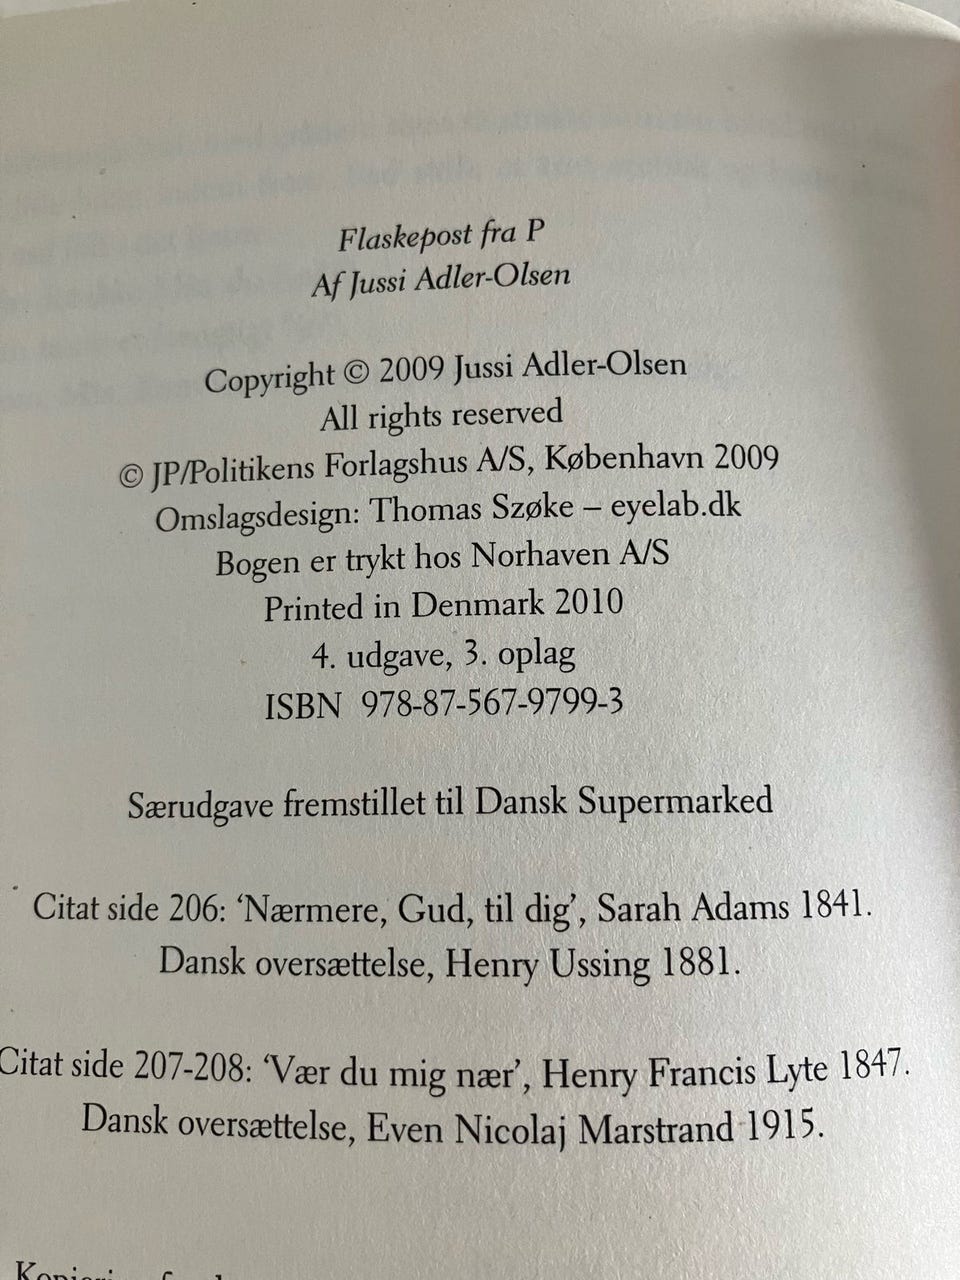 Flaskepost fra P
Af Jussi Adler-Olsen
Copyright © 2009 Jussi Adler-Olsen
All rights reserved
© JP/Politikens Forlagshus A/S, København 2009
Omslagsdesign: Thomas Szøke – eyelab.dk
Bogen er trykt hos Norhaven A/S
Printed in Denmark 2010
4. udgave, 3. oplag
ISBN 978-87-567-9799-3
Særudgave fremstillet til Dansk Supermarked
Citat side 206: ‘Nærmere, Gud, til dig’, Sarah Adams 1841.
Dansk oversættelse, Henry Ussing 1881.
Citat side 207-208: ‘Vær du mig nær’, Henry Francis Lyte 1847.
Dansk oversættelse, Even Nicolaj Marstrand 1915.